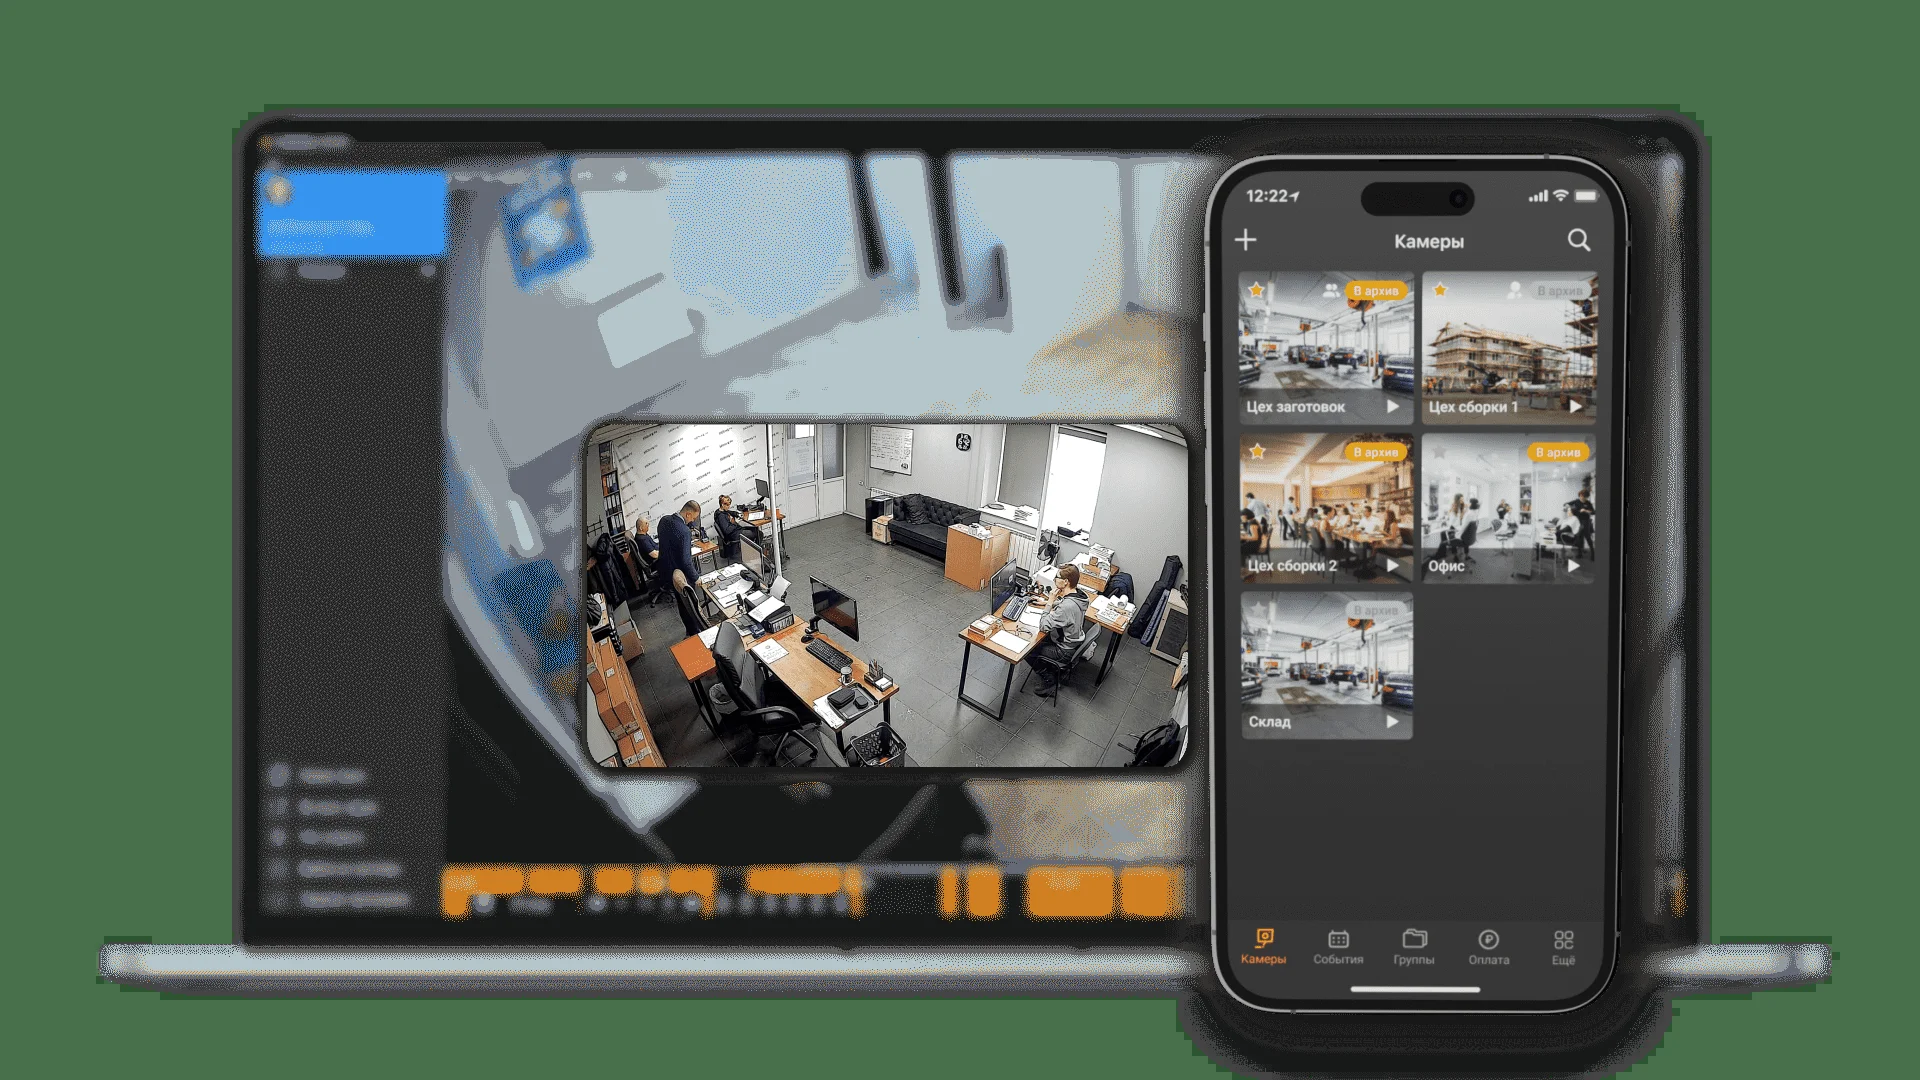 12:22
Камеры
В архив
В архив
Цех заготовок
Цех сборки 1
В архив
В архив
Цех сборки 2
Офис
В архив
Склад
Камеры
События
Группы
Оплата
Ещё